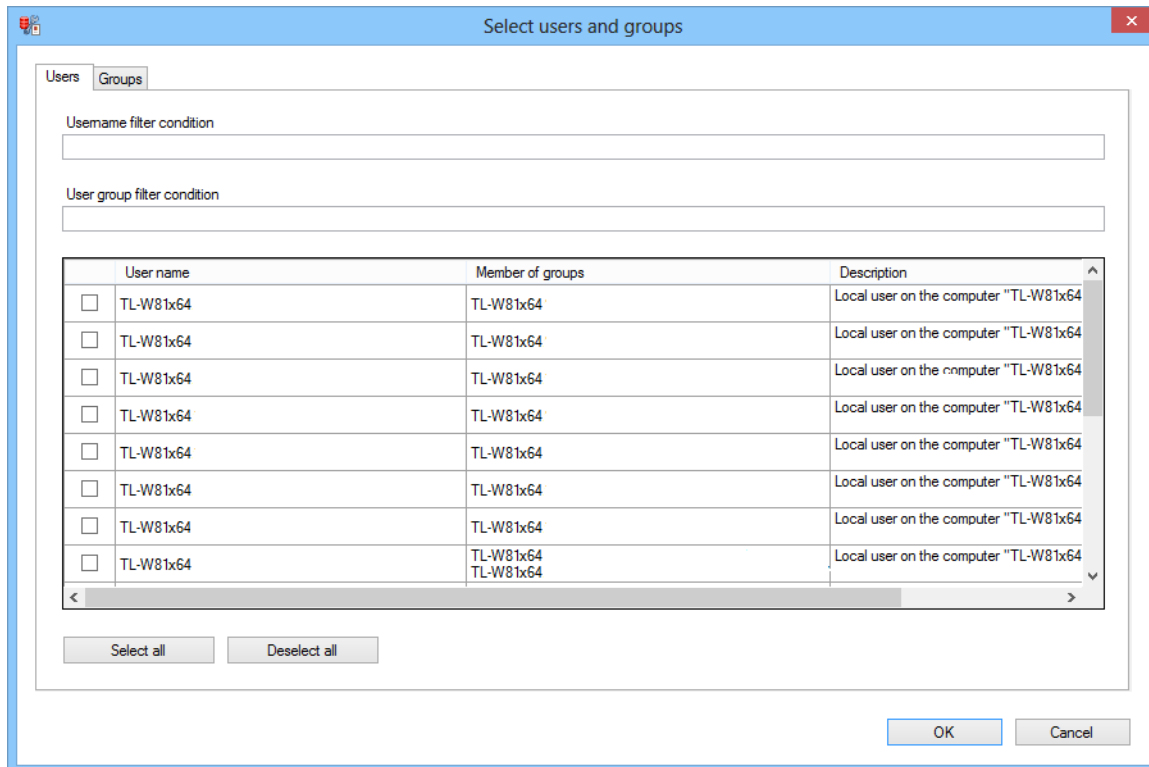 Select users and groups
Users Groups
Username filter condition
User group filter condition
User name Member of groups Description
TL-W81x64 TL-W81x64 Local user on the computer "TL-W81x64
TL-W81x64 TL-W81x64 Local user on the computer "TL-W81x64
TL-W81x64 TL-W81x64 Local user on the computer "TL-W81x64
TL-W81x64 TL-W81x64 Local user on the computer "TL-W81x64
TL-W81x64 TL-W81x64 Local user on the computer "TL-W81x64
TL-W81x64 TL-W81x64 Local user on the computer "TL-W81x64
TL-W81x64 TL-W81x64 Local user on the computer "TL-W81x64
TL-W81x64 TL-W81x64 Local user on the computer "TL-W81x64
TL-W81x64
Select all Deselect all
OK Cancel